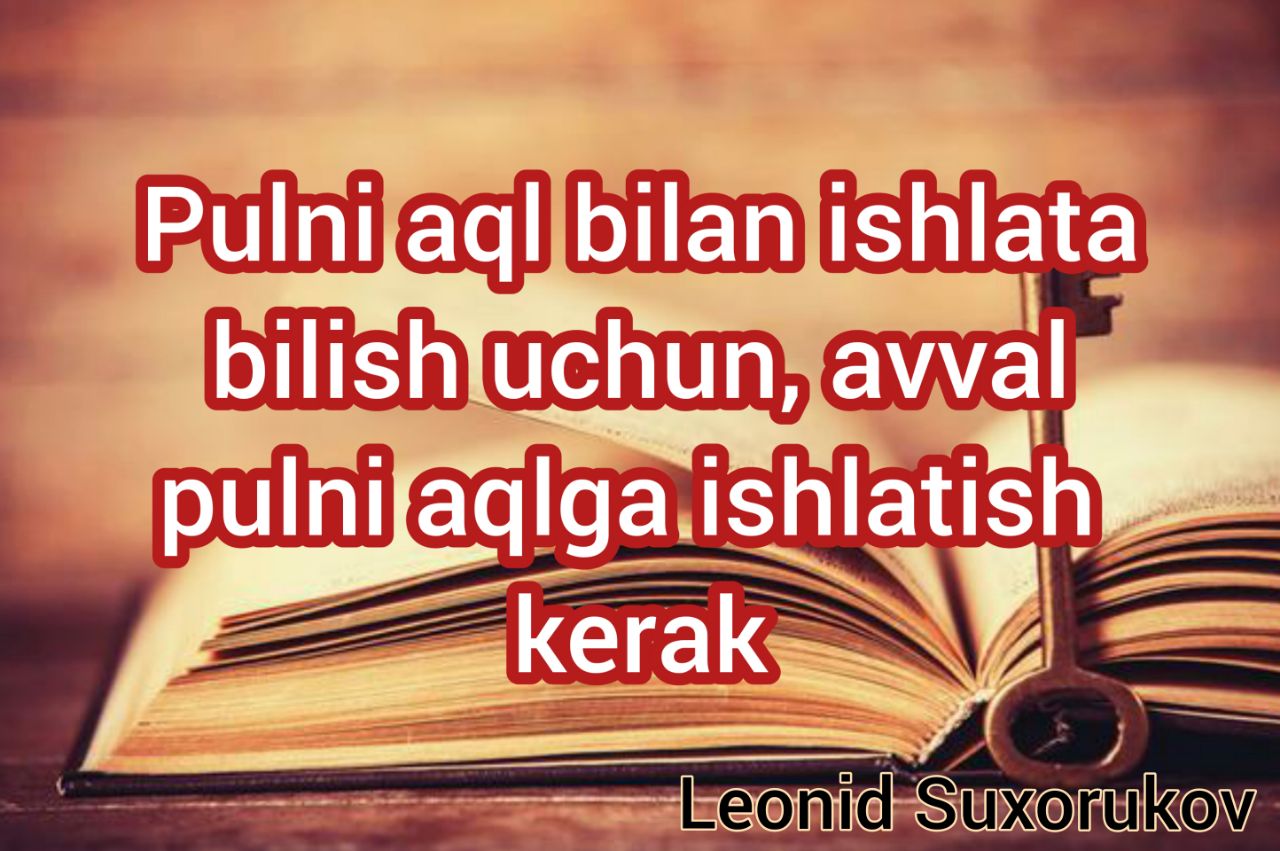 Pulni aql bilan ishlata
bilish uchun, avval
pulni aqlga ishlatish
kerak
Leonid Suxorukov